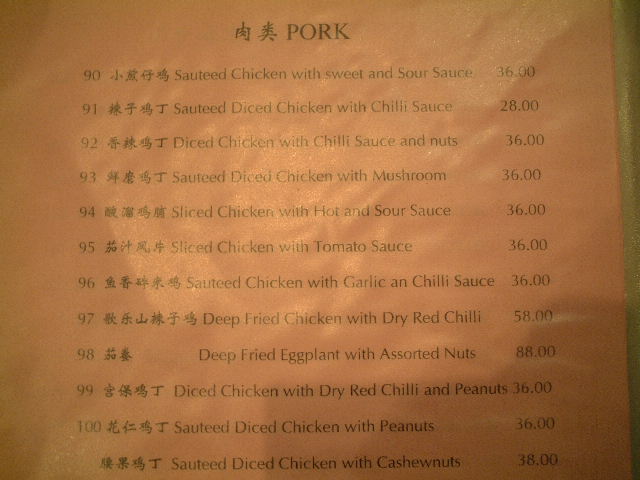 肉类 PORK
90 小煎仔鸡 Sauteed Chicken with sweet and Sour Sauce 36.00
91 辣子鸡丁 Sauteed Diced Chicken with Chilli Sauce 28.00
92 香辣鸡丁 Diced Chicken with Chilli Sauce and nuts 36.00
93 鲜磨鸡丁 Sauteed Diced Chicken with Mushroom 36.00
94 酸溜鸡脯 Sliced Chicken with Hot and Sour Sauce 36.00
95 茄汁凤片 Sliced Chicken with Tomato Sauce 36.00
96 鱼香碎米鸡 Sauteed Chicken with Garlic an Chilli Sauce 36.00
97 歌乐山辣子鸡 Deep Fried Chicken with Dry Red Chilli 58.00
98 茄 Deep Fried Eggplant with Assorted Nuts 88.00
99 宫保鸡丁 Diced Chicken with Dry Red Chilli and Peanuts 36.00
100 花仁鸡丁 Sauteed Diced Chicken with Peanuts 36.00
腰果鸡丁 Sauteed Diced Chicken with Cashewnuts 38.00